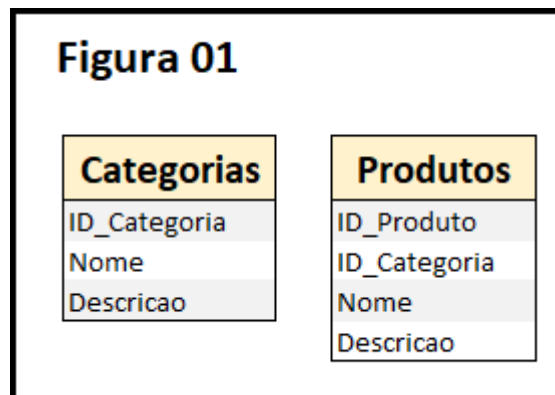 Figura 01
Categorias
ID_Categoria
Nome
Descricao
Produtos
ID_Produto
ID_Categoria
Nome
Descricao